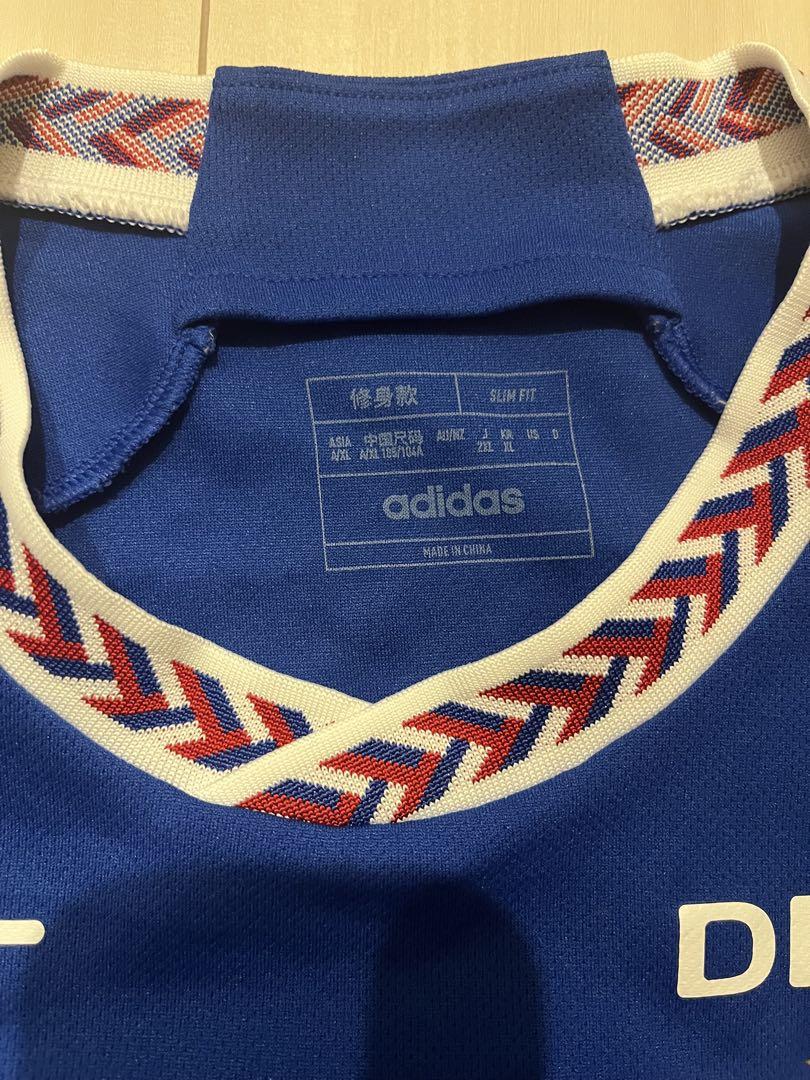 修身款 SLIM FIT
ASIA 中国尺码 AU/NZ J KR US D
A/XL A/XL 185/104A 2XL XL
adidas
MADE IN CHINA